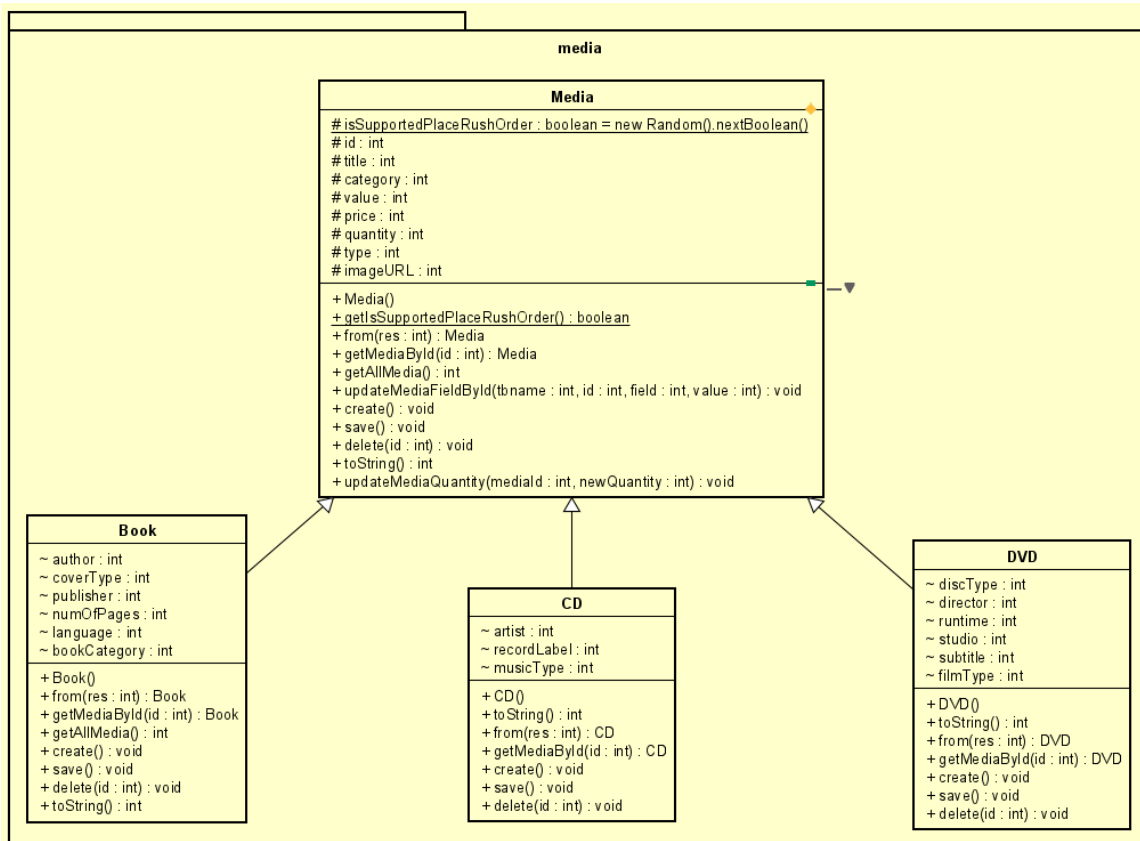 media
Media
# isSupportedPlaceRushOrder : boolean = new Random().nextBoolean()
# id : int
# title : int
# category : int
# value : int
# price : int
# quantity : int
# type : int
# imageURL : int
+ Media()
+ getIsSupportedPlaceRushOrder() : boolean
+ from(res : int) : Media
+ getMediaById(id : int) : Media
+ getAllMedia() : int
+ updateMediaFieldById(tbname : int, id : int, field : int, value : int) : void
+ create() : void
+ save() : void
+ delete(id : int) : void
+ toString() : int
+ updateMediaQuantity(mediaId : int, newQuantity : int) : void
Book
~ author : int
~ coverType : int
~ publisher : int
~ numOfPages : int
~ language : int
~ bookCategory : int
+ Book()
+ from(res : int) : Book
+ getMediaById(id : int) : Book
+ getAllMedia() : int
+ create() : void
+ save() : void
+ delete(id : int) : void
+ toString() : int
CD
~ artist : int
~ recordLabel : int
~ musicType : int
+ CD()
+ toString() : int
+ from(res : int) : CD
+ getMediaById(id : int) : CD
+ create() : void
+ save() : void
+ delete(id : int) : void
DVD
~ discType : int
~ director : int
~ runtime : int
~ studio : int
~ subtitle : int
~ filmType : int
+ DVD()
+ toString() : int
+ from(res : int) : DVD
+ getMediaById(id : int) : DVD
+ create() : void
+ save() : void
+ delete(id : int) : void